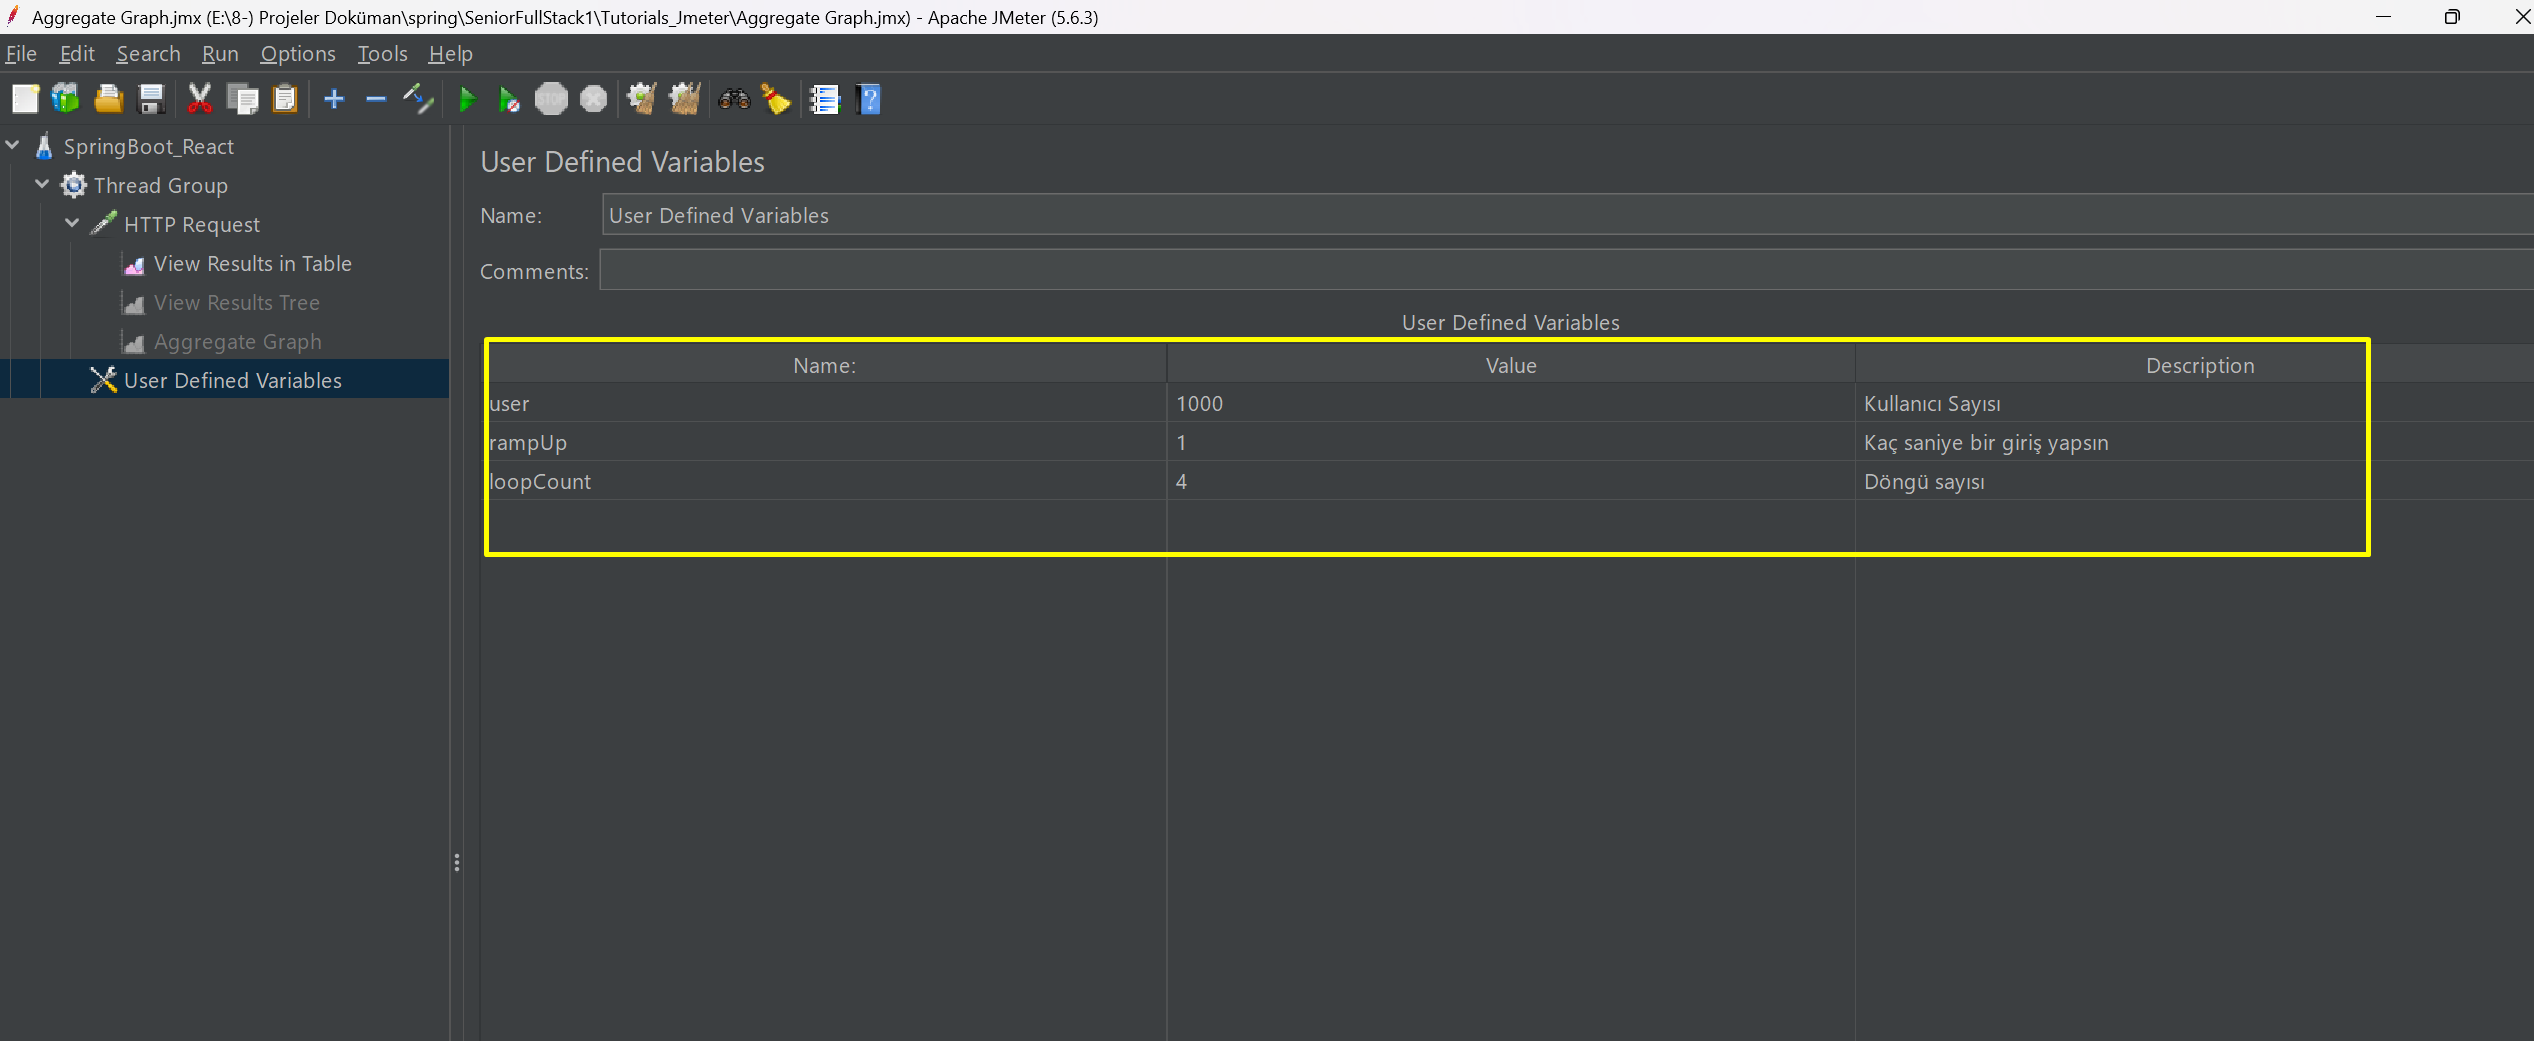 Aggregate Graph.jmx (E:\8-) Projeler Doküman\spring\SeniorFullStack1\Tutorials_Jmeter\Aggregate Graph.jmx) - Apache JMeter (5.6.3)
File Edit Search Run Options Tools Help
STOP
SpringBoot_React
Thread Group
HTTP Request
View Results in Table
View Results Tree
Aggregate Graph
User Defined Variables
User Defined Variables
Name: User Defined Variables
Comments:
User Defined Variables
Name: Value Description
user 1000 Kullanıcı Sayısı
rampUp 1 Kaç saniye bir giriş yapsın
loopCount 4 Döngü sayısı